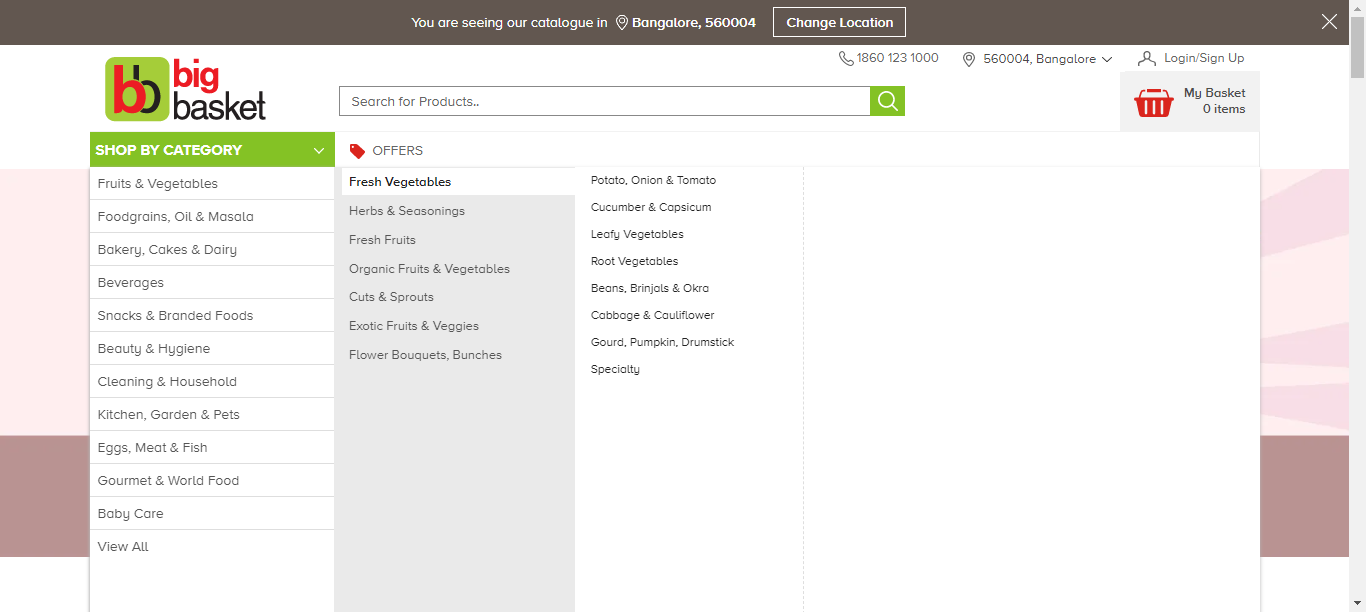 You are seeing our catalogue in Bangalore, 560004 Change Location
1860 123 1000 560004, Bangalore Login/Sign Up
bb big basket
Search for Products..
My Basket
0 items
SHOP BY CATEGORY
OFFERS
Fruits & Vegetables
Foodgrains, Oil & Masala
Bakery, Cakes & Dairy
Beverages
Snacks & Branded Foods
Beauty & Hygiene
Cleaning & Household
Kitchen, Garden & Pets
Eggs, Meat & Fish
Gourmet & World Food
Baby Care
View All
Fresh Vegetables
Herbs & Seasonings
Fresh Fruits
Organic Fruits & Vegetables
Cuts & Sprouts
Exotic Fruits & Veggies
Flower Bouquets, Bunches
Potato, Onion & Tomato
Cucumber & Capsicum
Leafy Vegetables
Root Vegetables
Beans, Brinjals & Okra
Cabbage & Cauliflower
Gourd, Pumpkin, Drumstick
Specialty